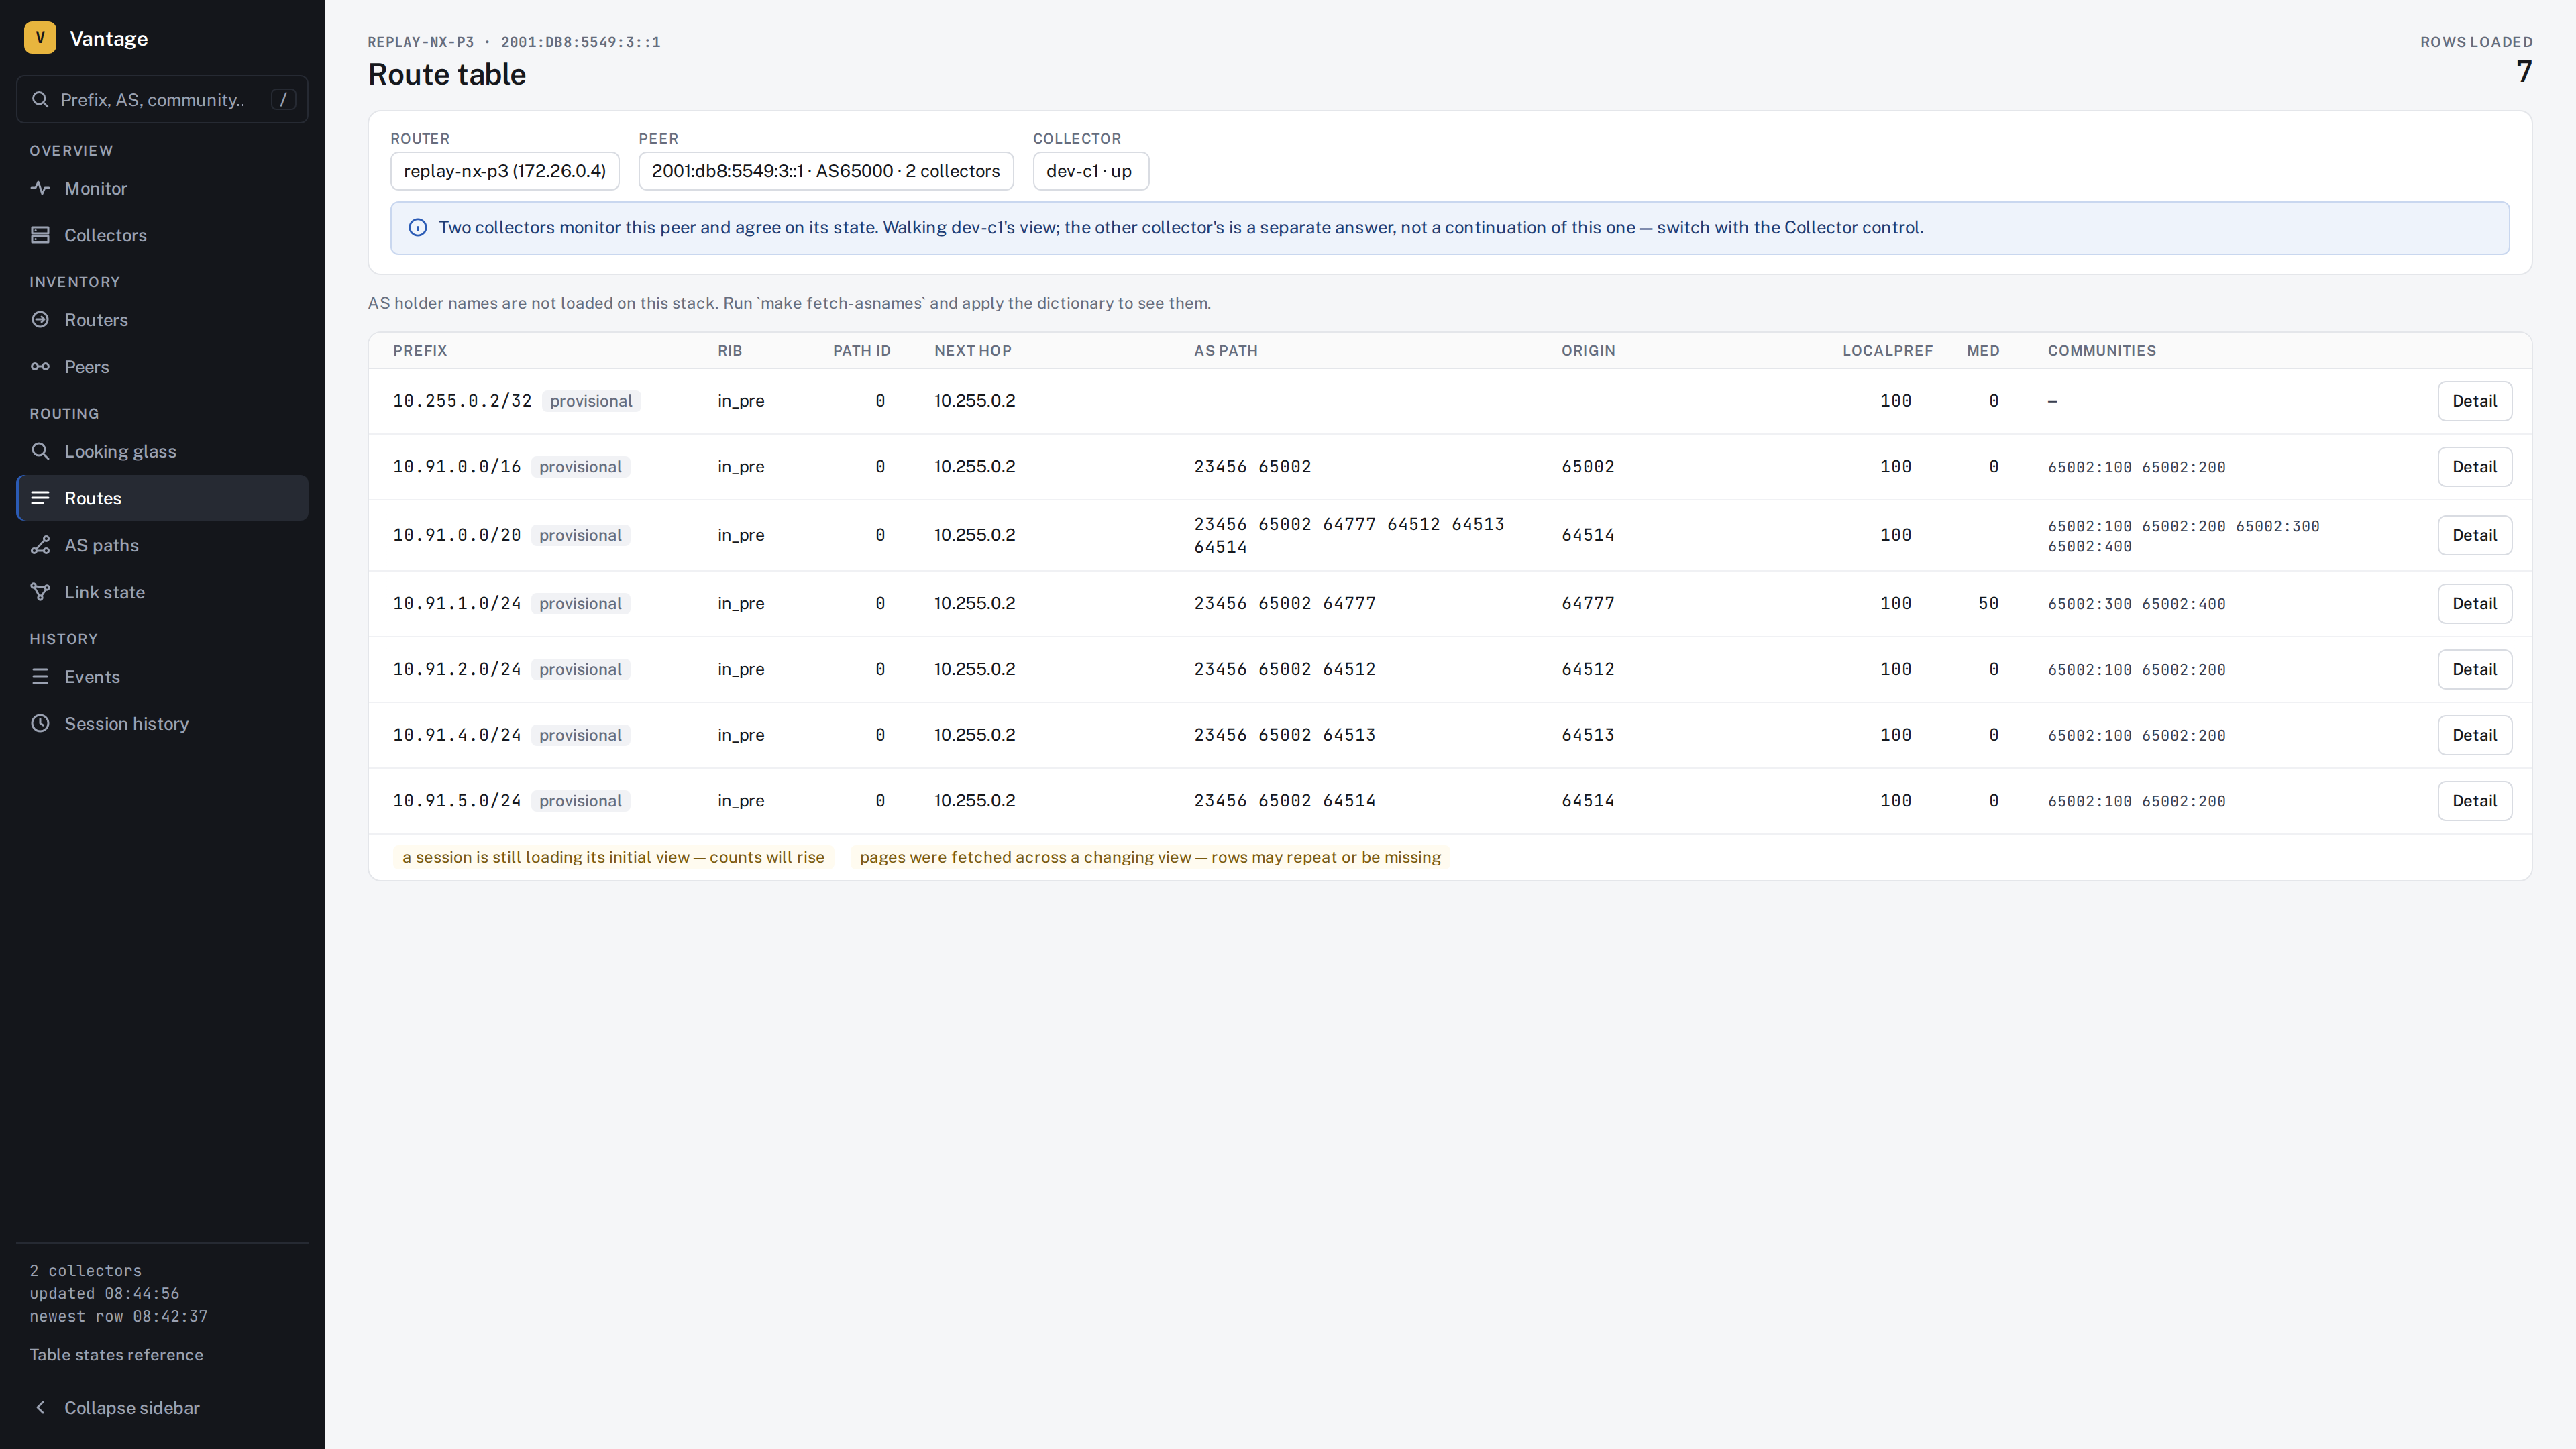 V Vantage
Prefix, AS, community.. /
OVERVIEW
Monitor
Collectors
INVENTORY
Routers
Peers
ROUTING
Looking glass
Routes
AS paths
Link state
HISTORY
Events
Session history
2 collectors
updated 08:44:56
newest row 08:42:37
Table states reference
Collapse sidebar
REPLAY-NX-P3 · 2001:DB8:5549:3::1
Route table
ROWS LOADED
7
ROUTER PEER COLLECTOR
replay-nx-p3 (172.26.0.4) 2001:db8:5549:3::1 · AS65000 · 2 collectors dev-c1 · up
Two collectors monitor this peer and agree on its state. Walking dev-c1's view; the other collector's is a separate answer, not a continuation of this one — switch with the Collector control.
AS holder names are not loaded on this stack. Run `make fetch-asnames` and apply the dictionary to see them.
PREFIX RIB PATH ID NEXT HOP AS PATH ORIGIN LOCALPREF MED COMMUNITIES
10.255.0.2/32 provisional in_pre 0 10.255.0.2 100 0 — Detail
10.91.0.0/16 provisional in_pre 0 10.255.0.2 23456 65002 65002 100 0 65002:100 65002:200 Detail
10.91.0.0/20 provisional in_pre 0 10.255.0.2 23456 65002 64777 64512 64513 64514 64514 100 65002:100 65002:200 65002:300 65002:400 Detail
10.91.1.0/24 provisional in_pre 0 10.255.0.2 23456 65002 64777 64777 100 50 65002:300 65002:400 Detail
10.91.2.0/24 provisional in_pre 0 10.255.0.2 23456 65002 64512 64512 100 0 65002:100 65002:200 Detail
10.91.4.0/24 provisional in_pre 0 10.255.0.2 23456 65002 64513 64513 100 0 65002:100 65002:200 Detail
10.91.5.0/24 provisional in_pre 0 10.255.0.2 23456 65002 64514 64514 100 0 65002:100 65002:200 Detail
a session is still loading its initial view — counts will rise pages were fetched across a changing view — rows may repeat or be missing